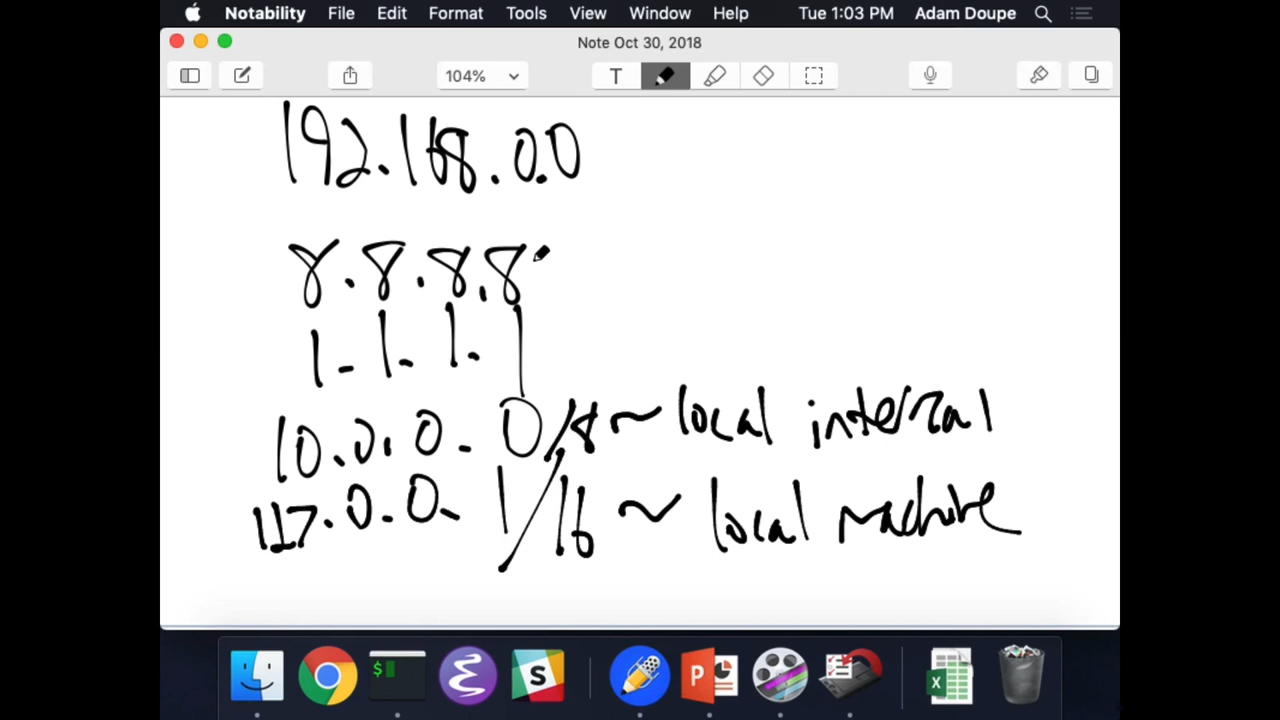 Notability File Edit Format Tools View Window Help Tue 1:03 PM Adam Doupe
Note Oct 30, 2018
104% T
192.168.0.0
8.8.8.8
1.1.1.1
10.0.0.0/8 ~ local internal
127.0.0.1/16 ~ local machine
$
S
P
X